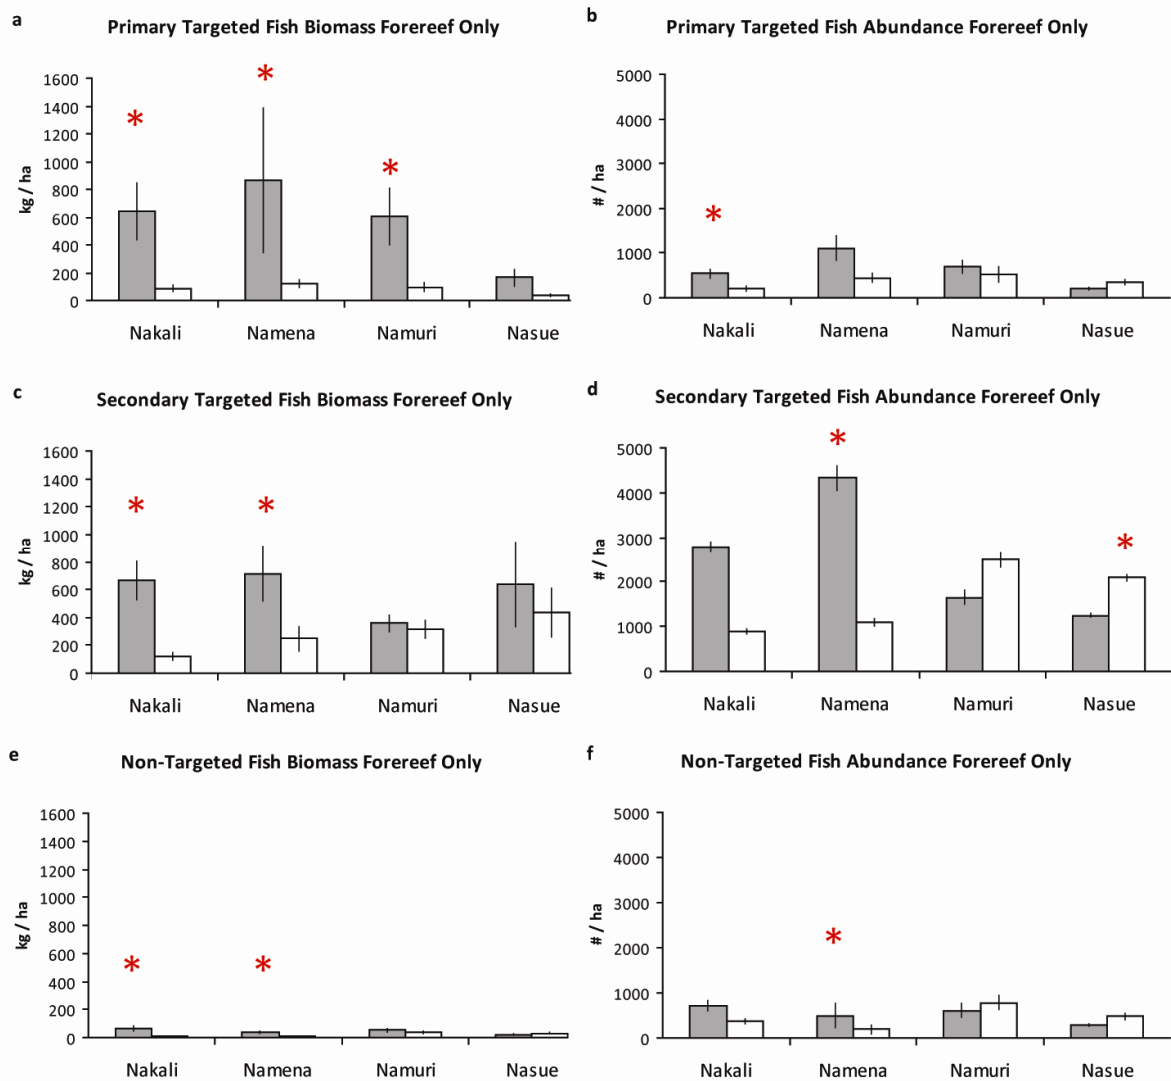 a
Primary Targeted Fish Biomass Forereef Only
1600
1400
1200
1000
800
600
400
200
0
kg / ha
*
*
*
Nakali Namena Namuri Nasue
b
Primary Targeted Fish Abundance Forereef Only
5000
4000
3000
2000
1000
0
# / ha
*
Nakali Namena Namuri Nasue
c
Secondary Targeted Fish Biomass Forereef Only
1600
1400
1200
1000
800
600
400
200
0
kg / ha
*
*
Nakali Namena Namuri Nasue
d
Secondary Targeted Fish Abundance Forereef Only
5000
4000
3000
2000
1000
0
# / ha
*
*
Nakali Namena Namuri Nasue
e
Non-Targeted Fish Biomass Forereef Only
1600
1400
1200
1000
800
600
400
200
0
kg / ha
*
*
Nakali Namena Namuri Nasue
f
Non-Targeted Fish Abundance Forereef Only
5000
4000
3000
2000
1000
0
# / ha
*
Nakali Namena Namuri Nasue